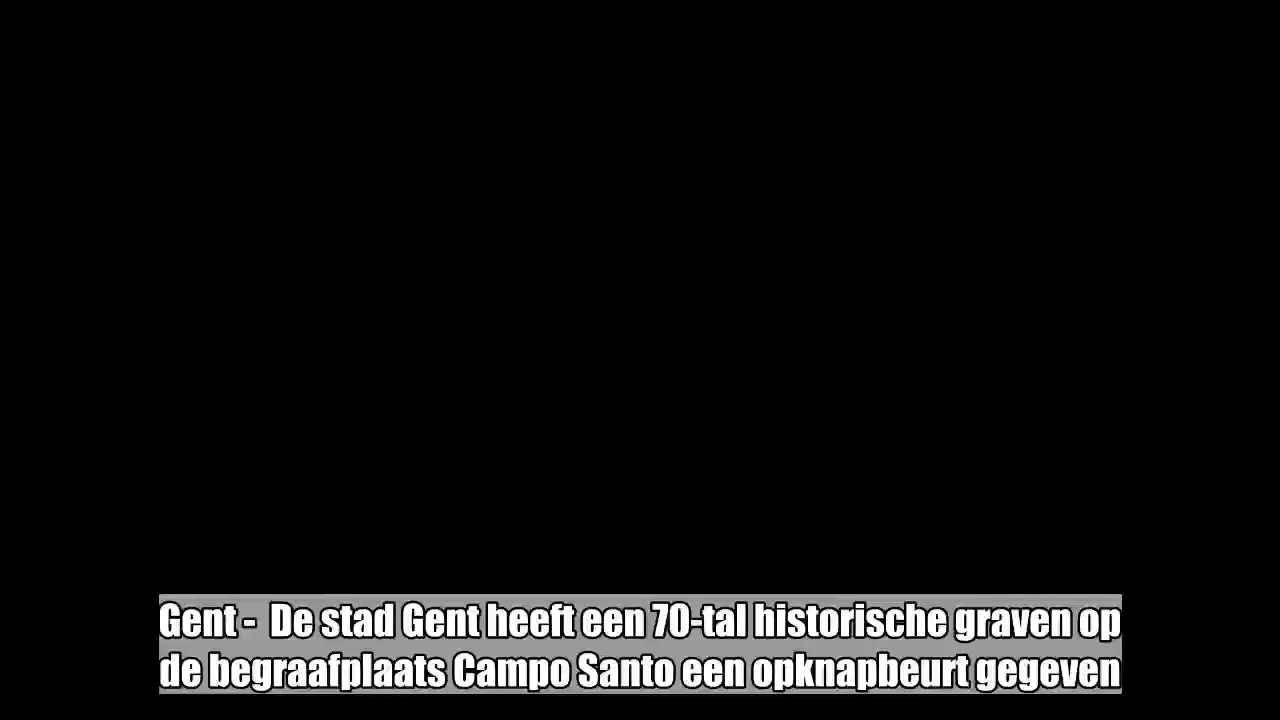 Gent -  De stad Gent heeft een 70-tal historische graven op
de begraafplaats Campo Santo een opknapbeurt gegeven